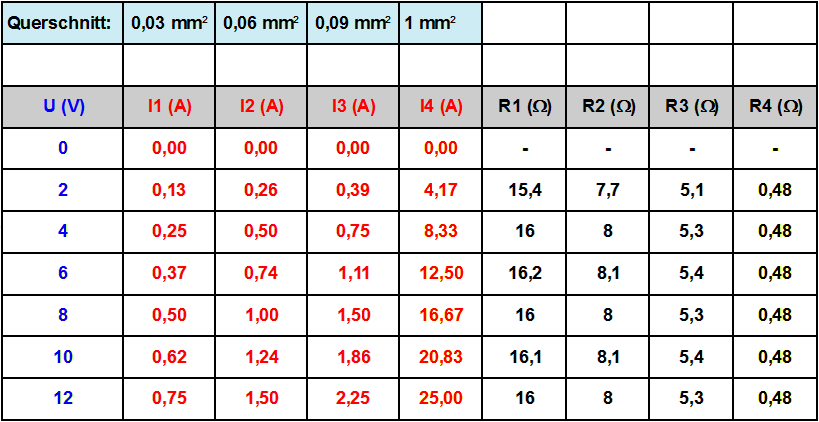 Querschnitt: 0,03 mm² 0,06 mm² 0,09 mm² 1 mm²
U (V) I1 (A) I2 (A) I3 (A) I4 (A) R1 (Ω) R2 (Ω) R3 (Ω) R4 (Ω)
0 0,00 0,00 0,00 0,00 - - - -
2 0,13 0,26 0,39 4,17 15,4 7,7 5,1 0,48
4 0,25 0,50 0,75 8,33 16 8 5,3 0,48
6 0,37 0,74 1,11 12,50 16,2 8,1 5,4 0,48
8 0,50 1,00 1,50 16,67 16 8 5,3 0,48
10 0,62 1,24 1,86 20,83 16,1 8,1 5,4 0,48
12 0,75 1,50 2,25 25,00 16 8 5,3 0,48